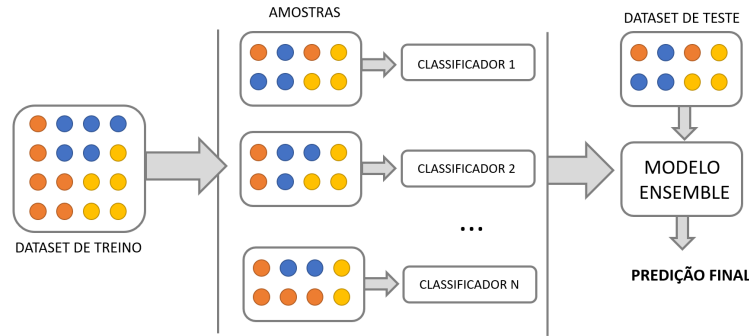 DATASET DE TREINO
AMOSTRAS
CLASSIFICADOR 1
CLASSIFICADOR 2
...
CLASSIFICADOR N
DATASET DE TESTE
MODELO
ENSEMBLE
PREDIÇÃO FINAL